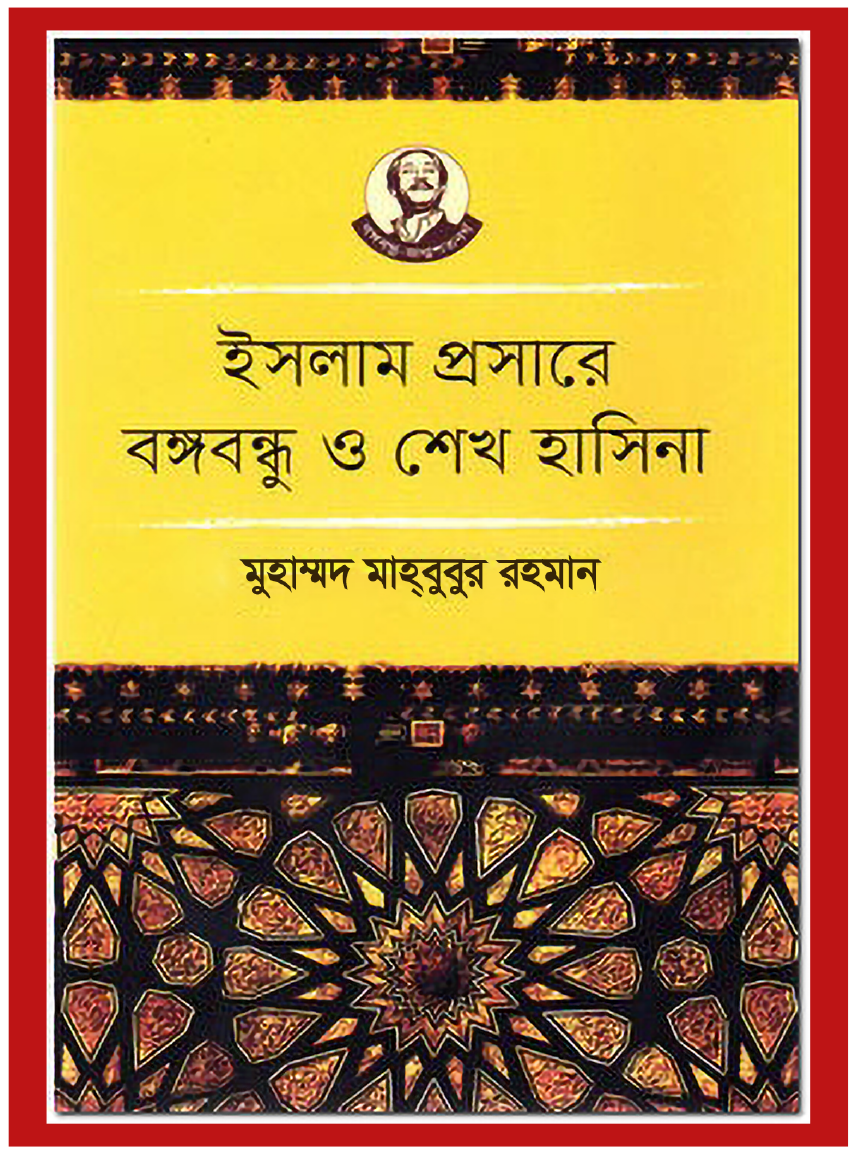 ইসলাম প্রসারে
বঙ্গবন্ধু ও শেখ হাসিনা
মুহাম্মদ মাহ্‌বুবুর রহমান